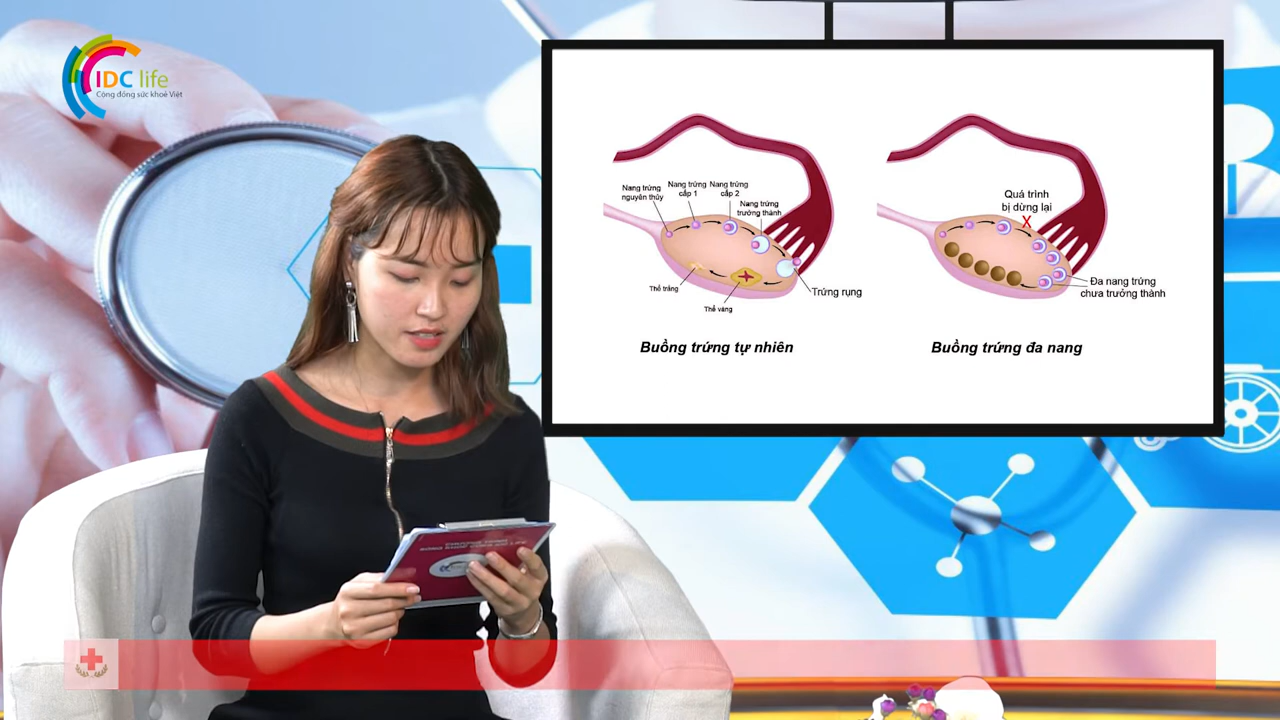 IDC life
Cộng đồng sức khoẻ Việt
Nang trứng
nguyên thủy
Nang trứng
cấp 1
Nang trứng
cấp 2
Nang trứng
trưởng thành
Thể trắng
Thể vàng
Trứng rụng
Buồng trứng tự nhiên
Quá trình
bị dừng lại
X
Đa nang trứng
chưa trưởng thành
Buồng trứng đa nang